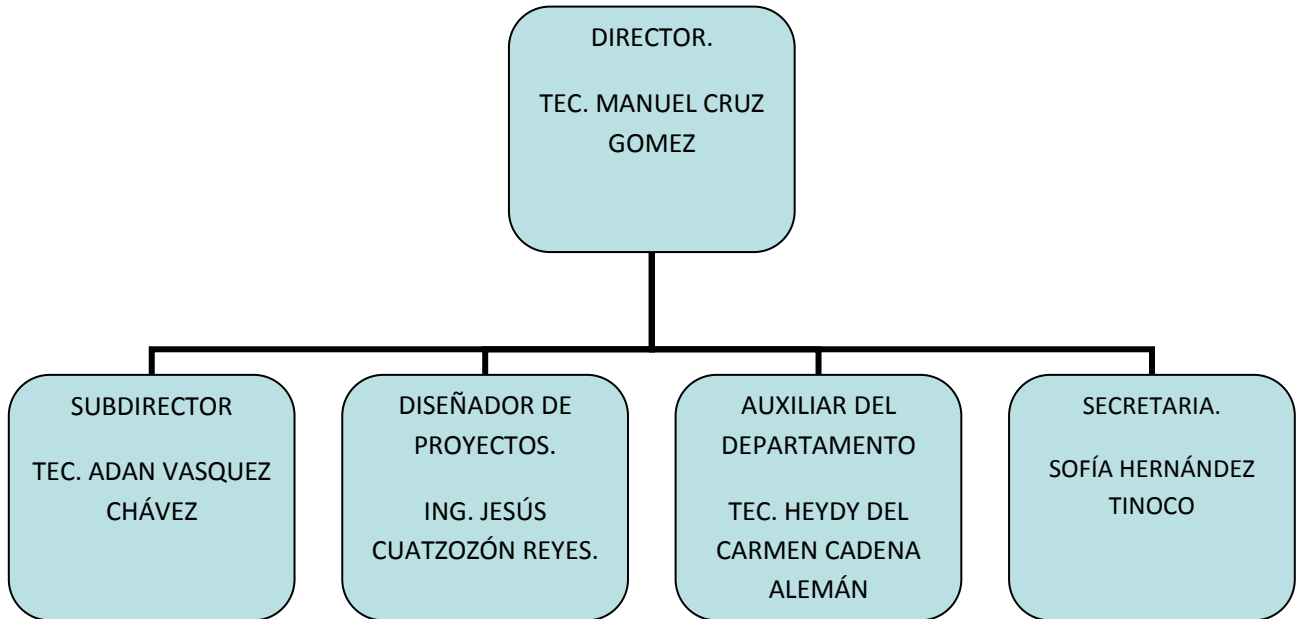 DIRECTOR.
TEC. MANUEL CRUZ
GOMEZ
SUBDIRECTOR
TEC. ADAN VASQUEZ
CHÁVEZ
DISEÑADOR DE
PROYECTOS.
ING. JESÚS
CUATZOZÓN REYES.
AUXILIAR DEL
DEPARTAMENTO
TEC. HEYDY DEL
CARMEN CADENA
ALEMÁN
SECRETARIA.
SOFÍA HERNÁNDEZ
TINOCO